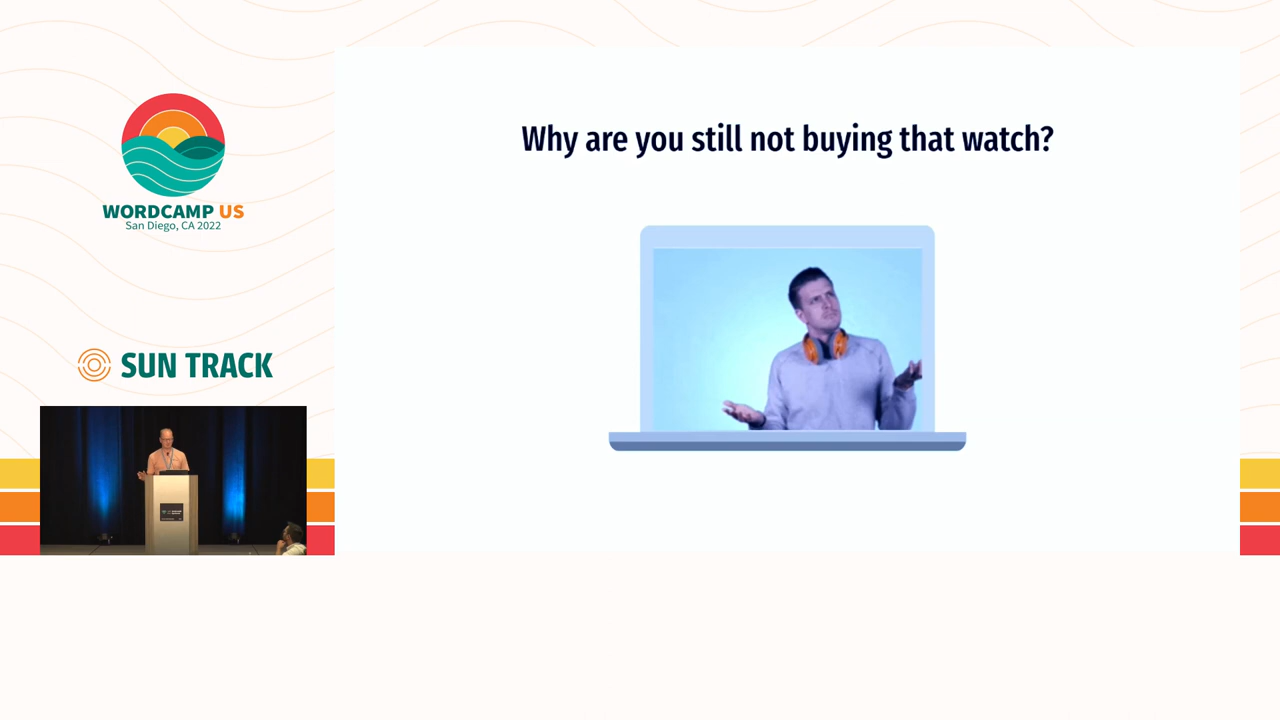 WORDCAMP US
San Diego, CA 2022
SUN TRACK
Why are you still not buying that watch?